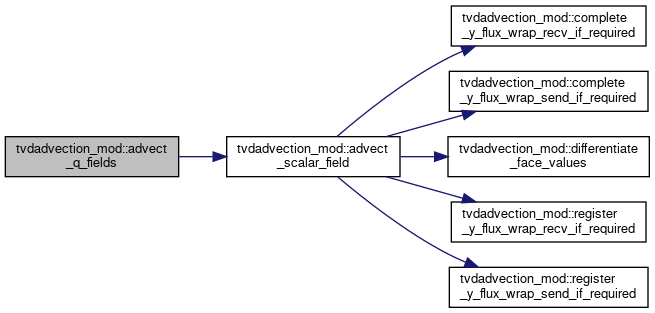 tvdadvection_mod::advect
_q_fields
tvdadvection_mod::advect
_scalar_field
tvdadvection_mod::complete
_y_flux_wrap_recv_if_required
tvdadvection_mod::complete
_y_flux_wrap_send_if_required
tvdadvection_mod::differentiate
_face_values
tvdadvection_mod::register
_y_flux_wrap_recv_if_required
tvdadvection_mod::register
_y_flux_wrap_send_if_required